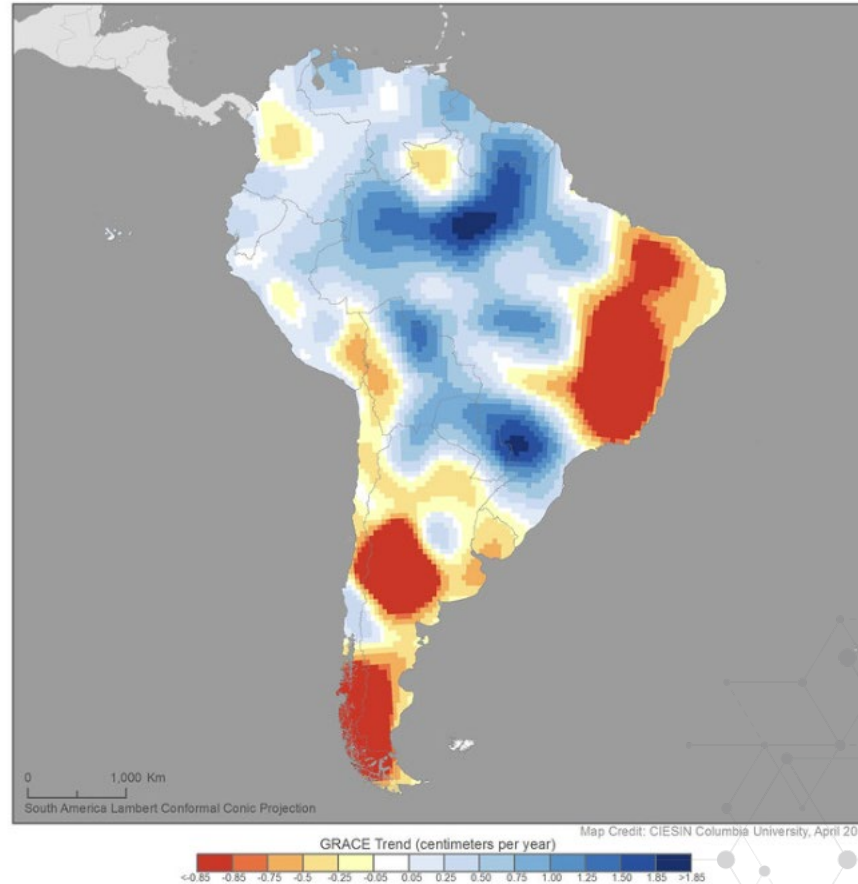 0 1,000 Km
South America Lambert Conformal Conic Projection
Map Credit: CIESIN Columbia University, April 20
GRACE Trend (centimeters per year)
<-0.85 -0.85 -0.75 -0.5 -0.25 -0.05 0.05 0.25 0.50 0.75 1.00 1.25 1.50 1.85 >1.85